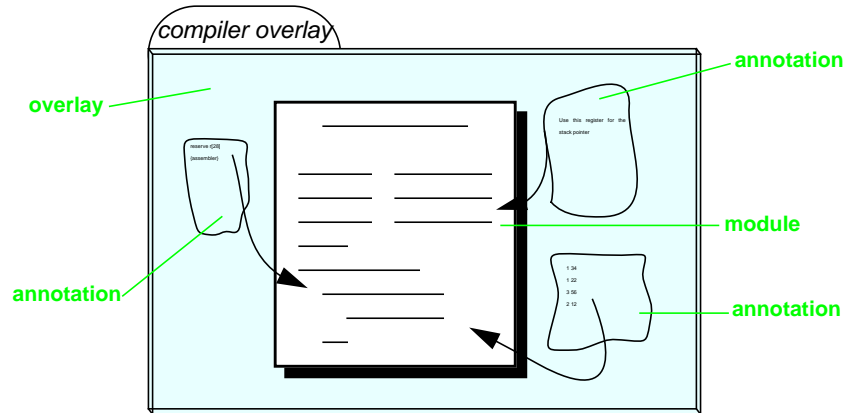 compiler overlay
annotation
overlay
Use this register for the
stack pointer
reserve r[28]
(assembler)
module
annotation
1 34
1 22
3 56
2 12
annotation